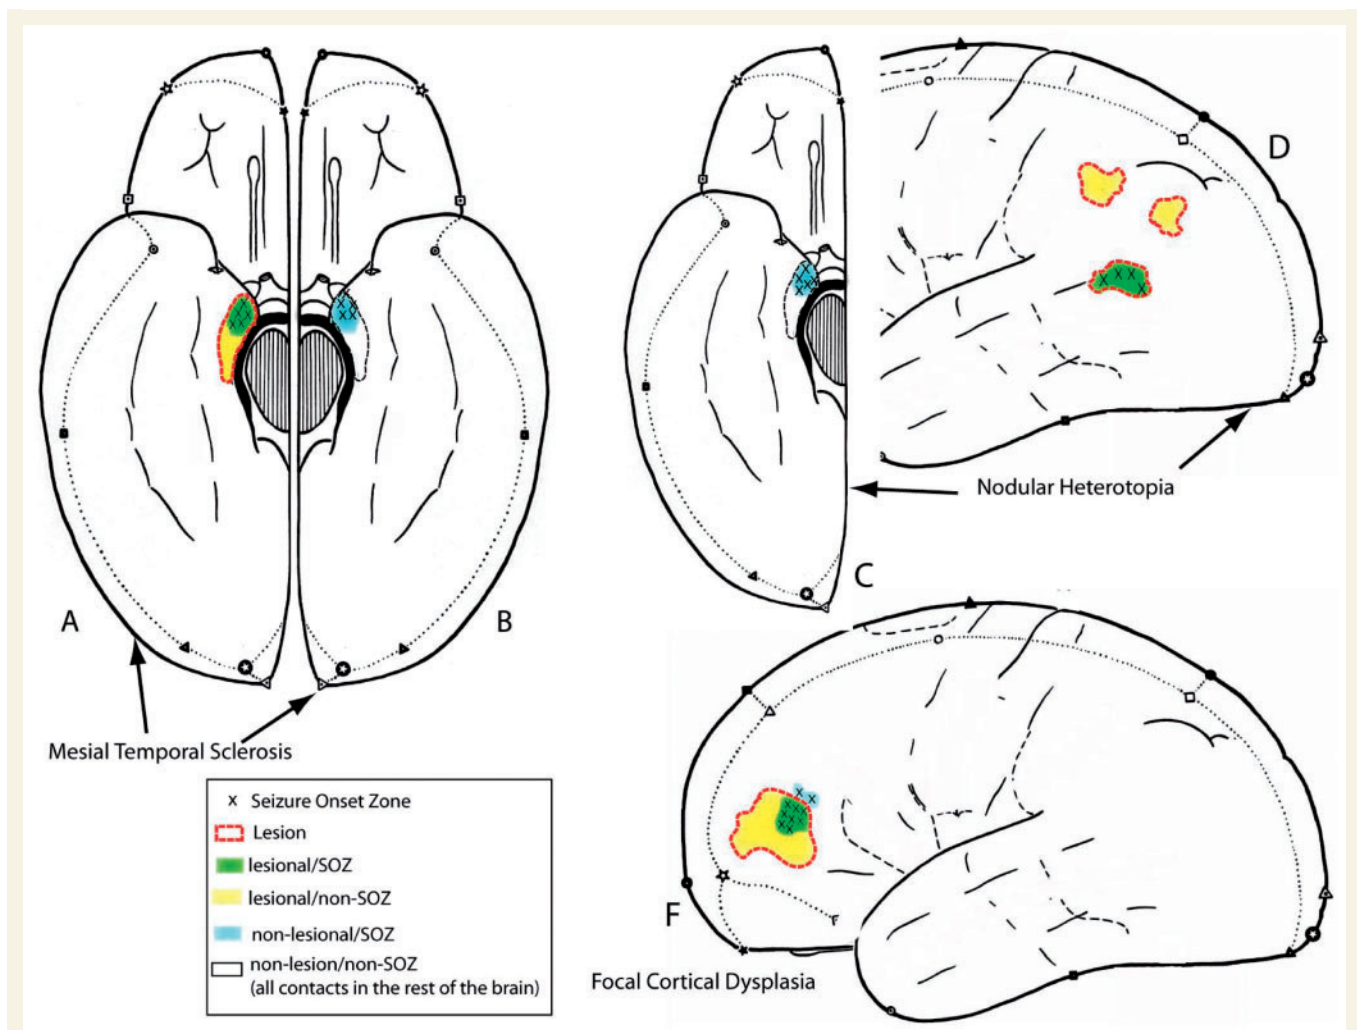 D
Nodular Heterotopia
C
A
B
Mesial Temporal Sclerosis
x Seizure Onset Zone
Lesion
lesional/SOZ
lesional/non-SOZ
non-lesional/SOZ
non-lesion/non-SOZ
(all contacts in the rest of the brain)
F
Focal Cortical Dysplasia